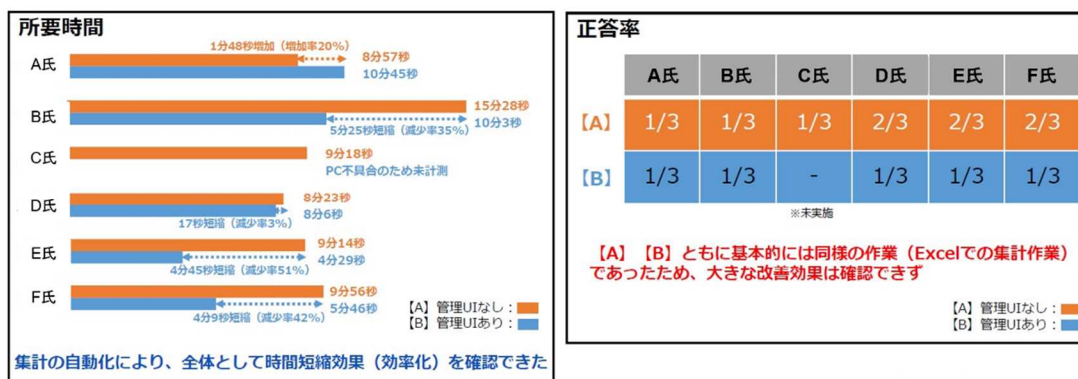 所要時間
1分48秒増加（増加率20%）
A氏
8分57秒
10分45秒
B氏
15分28秒
5分25秒短縮（減少率35%）
10分3秒
C氏
9分18秒
PC不具合のため未計測
D氏
8分23秒
8分6秒
17秒短縮（減少率3%）
E氏
9分14秒
4分29秒
4分45秒短縮（減少率51%）
F氏
9分56秒
5分46秒
4分9秒短縮（減少率42%）
【A】管理UIなし：
【B】管理UIあり：
集計の自動化により、全体として時間短縮効果（効率化）を確認できた
正答率
A氏 B氏 C氏 D氏 E氏 F氏
【A】 1/3 1/3 1/3 2/3 2/3 2/3
【B】 1/3 1/3 - 1/3 1/3 1/3
※未実施
【A】【B】ともに基本的には同様の作業（Excelでの集計作業）
であったため、大きな改善効果は確認できず
【A】管理UIなし：
【B】管理UIあり：